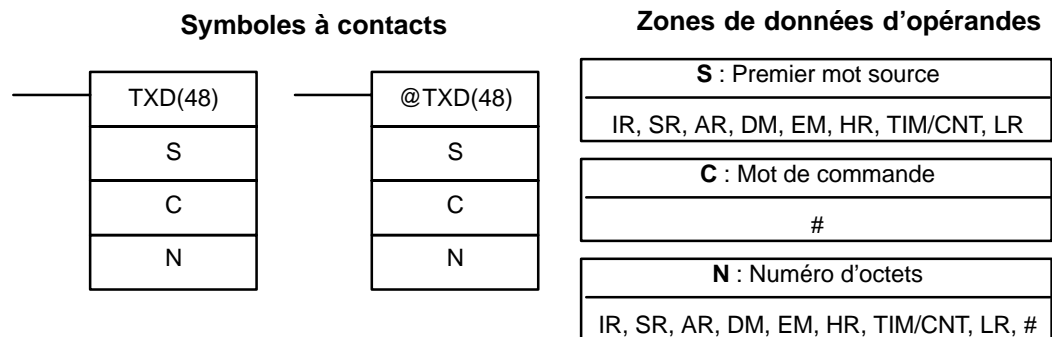 Symboles à contacts
TXD(48)
S
C
N
@TXD(48)
S
C
N
Zones de données d'opérandes
S : Premier mot source
IR, SR, AR, DM, EM, HR, TIM/CNT, LR
C : Mot de commande
#
N : Numéro d'octets
IR, SR, AR, DM, EM, HR, TIM/CNT, LR, #